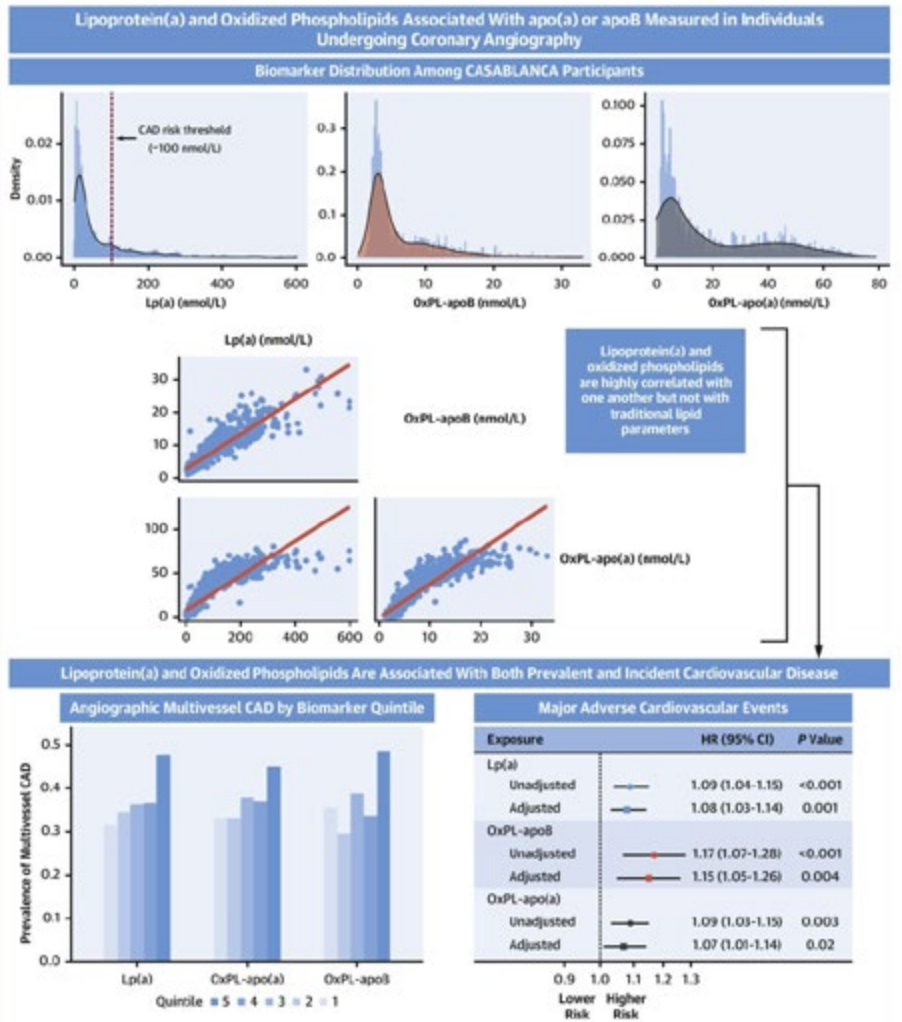 Lipoprotein(a) and Oxidized Phospholipids Associated With apo(a) or apoB Measured in Individuals
Undergoing Coronary Angiography
Biomarker Distribution Among CASABLANCA Participants
Density
0.02
0.01
0.00
CAD risk threshold
(~100 nmol/L)
0 200 400 600
Lp(a) (nmol/L)
0.3
0.2
0.1
0.0
0 10 20 30
OxPL-apoB (nmol/L)
0.100
0.075
0.050
0.025
0.000
0 20 40 60 80
OxPL-apo(a) (nmol/L)
Lp(a) (nmol/L)
30
20
10
0
OxPL-apoB (nmol/L)
Lipoprotein(a) and
oxidized phospholipids
are highly correlated with
one another but not with
traditional lipid
parameters
100
50
0
0 200 400 600
0 10 20 30
OxPL-apo(a) (nmol/L)
Lipoprotein(a) and Oxidized Phospholipids Are Associated With Both Prevalent and Incident Cardiovascular Disease
Angiographic Multivessel CAD by Biomarker Quintile
Prevalence of Multivessel CAD
0.5
0.4
0.3
0.2
0.1
0.0
Lp(a) OxPL-apo(a) OxPL-apoB
Quintile 5 4 3 2 1
Major Adverse Cardiovascular Events
Exposure HR (95% CI) P Value
Lp(a)
Unadjusted 1.09 (1.04-1.15) <0.001
Adjusted 1.08 (1.03-1.14) 0.001
OxPL-apoB
Unadjusted 1.17 (1.07-1.28) <0.001
Adjusted 1.15 (1.05-1.26) 0.004
OxPL-apo(a)
Unadjusted 1.09 (1.03-1.15) 0.003
Adjusted 1.07 (1.01-1.14) 0.02
0.9 1.0 1.1 1.2 1.3
Lower Higher
Risk Risk